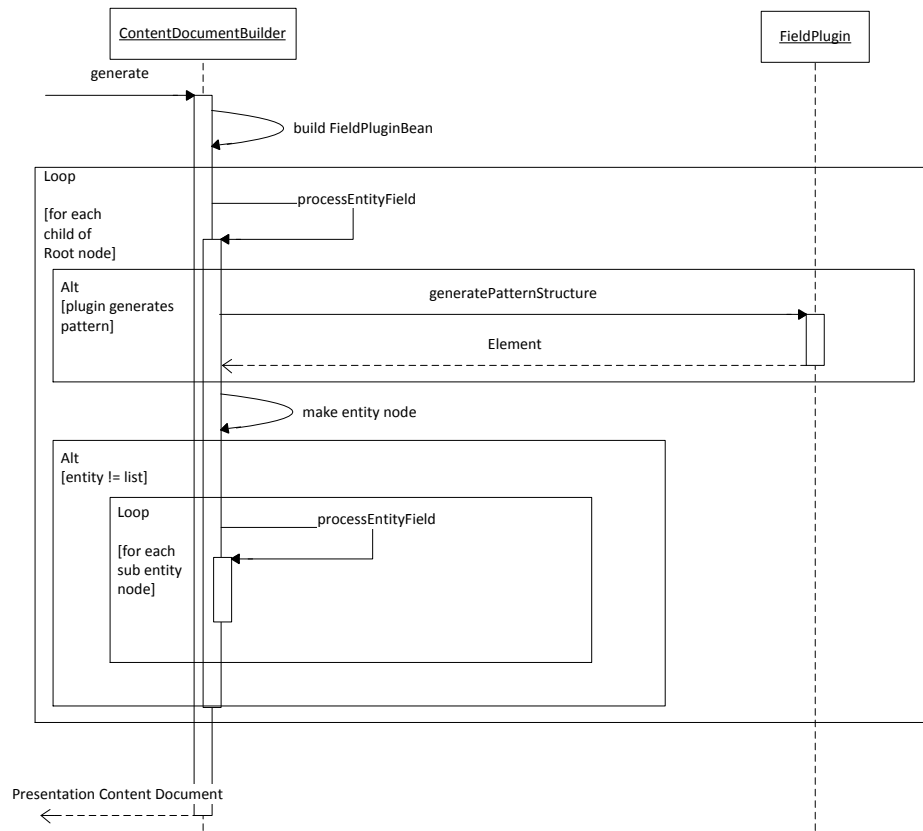 ContentDocumentBuilder
FieldPlugin
generate
build FieldPluginBean
Loop
[for each
child of
Root node]
processEntityField
Alt
[plugin generates
pattern]
generatePatternStructure
Element
make entity node
Alt
[entity != list]
Loop
[for each
sub entity
node]
processEntityField
Presentation Content Document